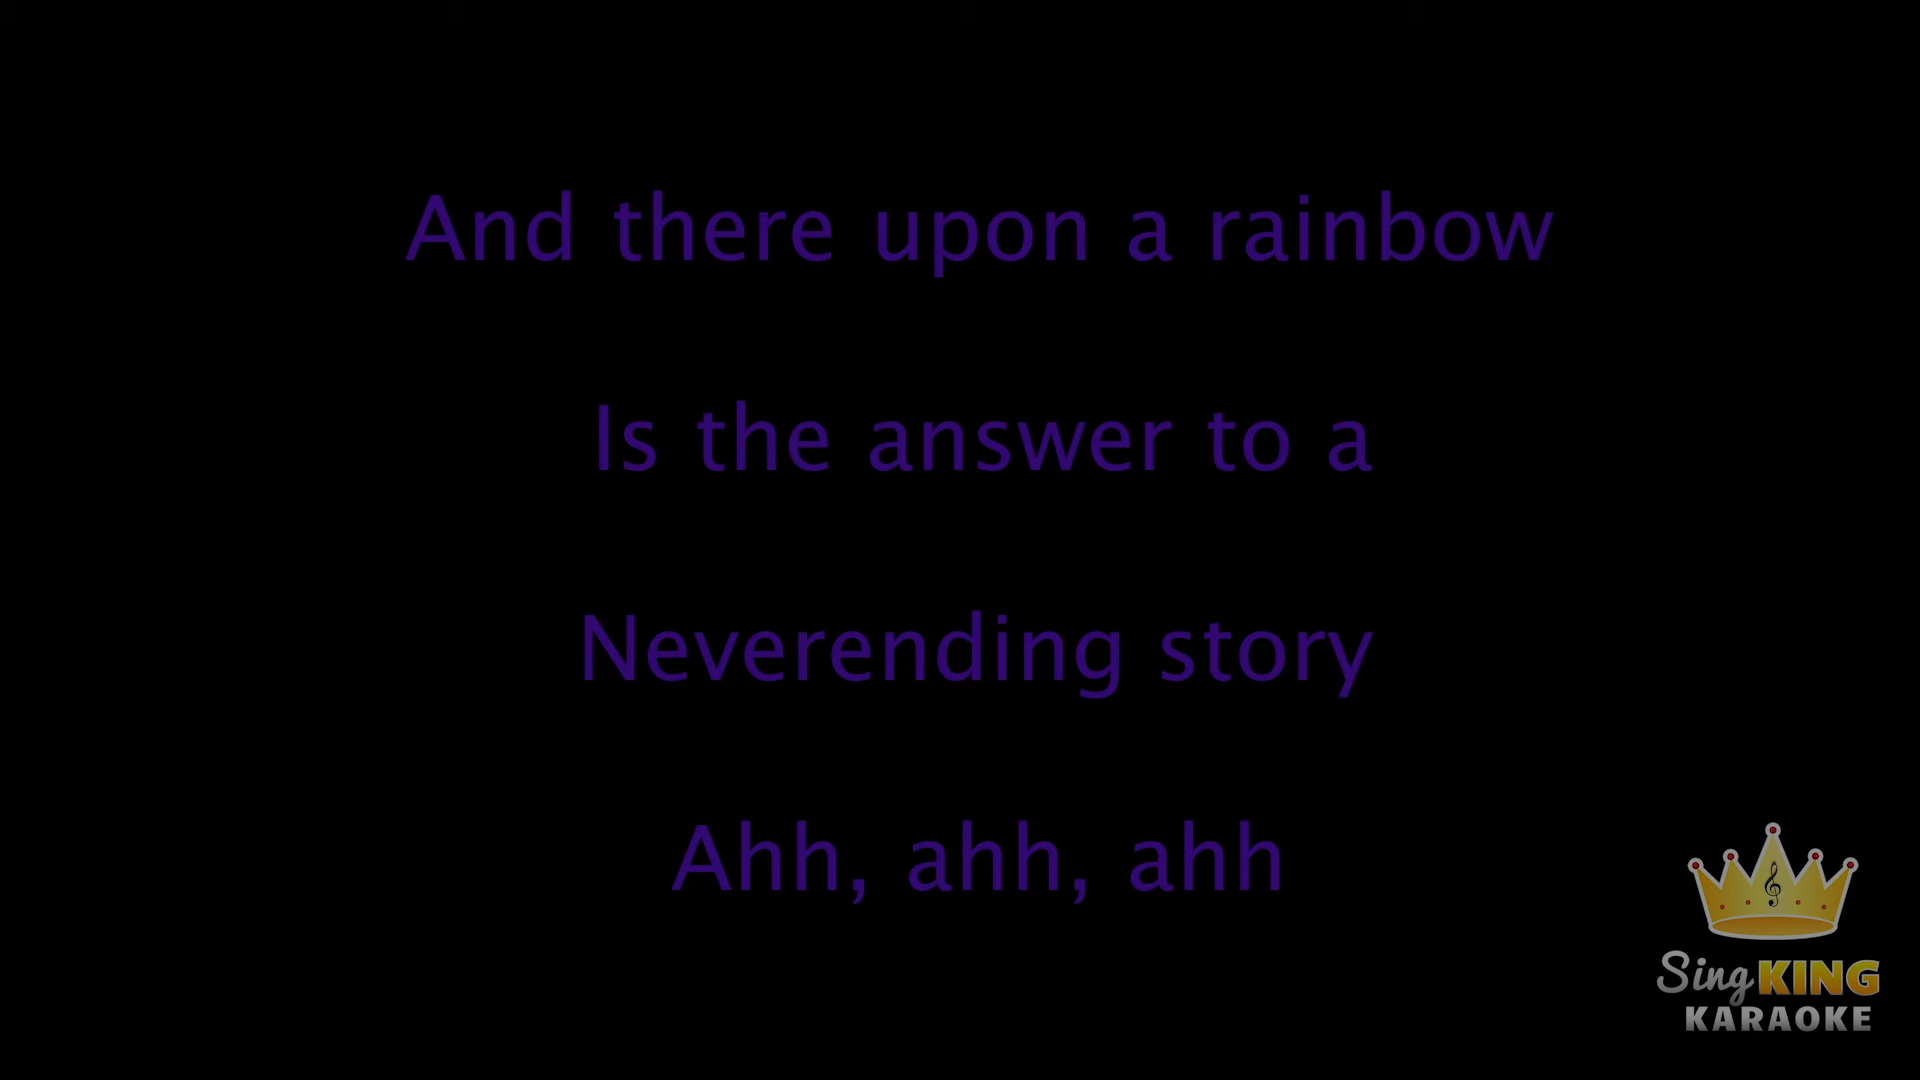 And there upon a rainbow
Is the answer to a
Neverending story
Ahh, ahh, ahh
Sing KING
KARAOKE